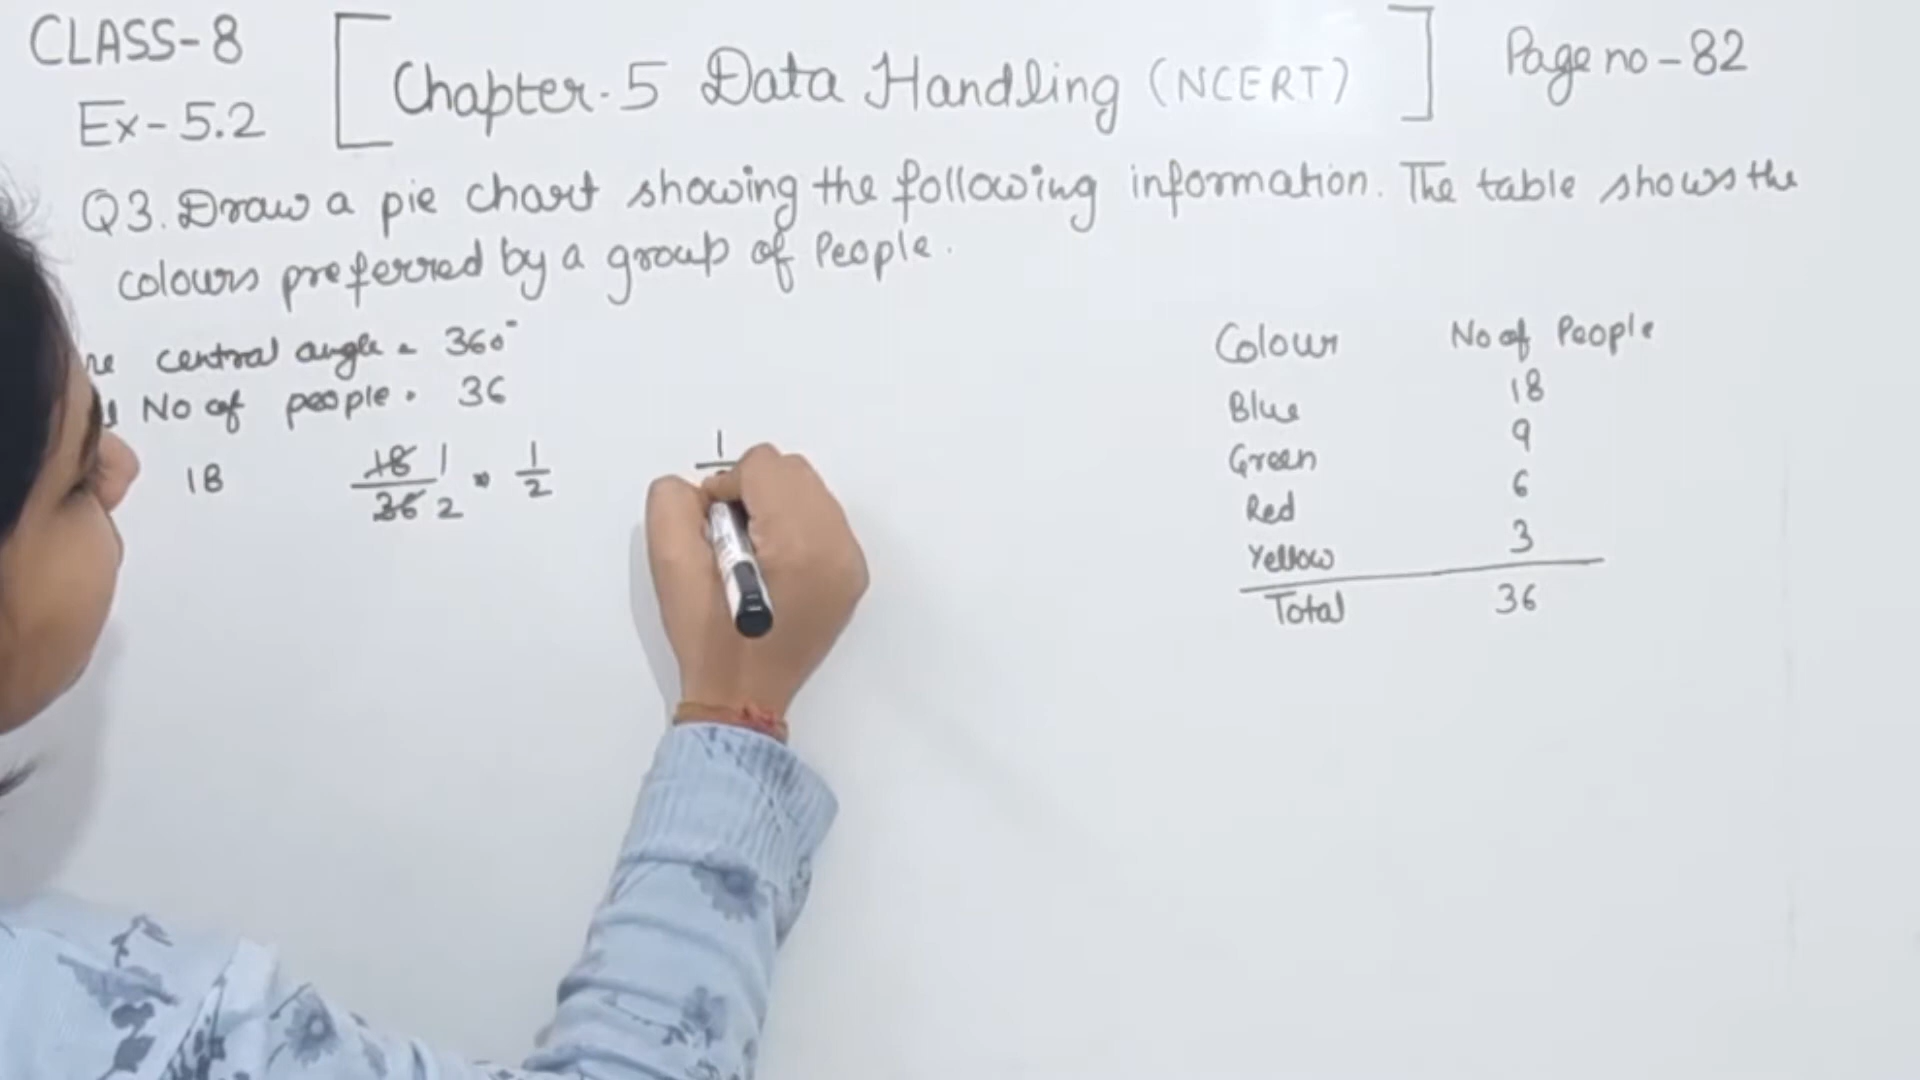 CLASS-8
Ex-5.2
[Chapter-5 Data Handling (NCERT)]
Page no-82
Q3. Draw a pie chart showing the following information. The table shows the
colours preferred by a group of People.
central angle = 360°
No of people = 36
18 18/36 1/2 = 1/2 1
Colour No of People
Blue 18
Green 9
Red 6
Yellow 3
Total 36